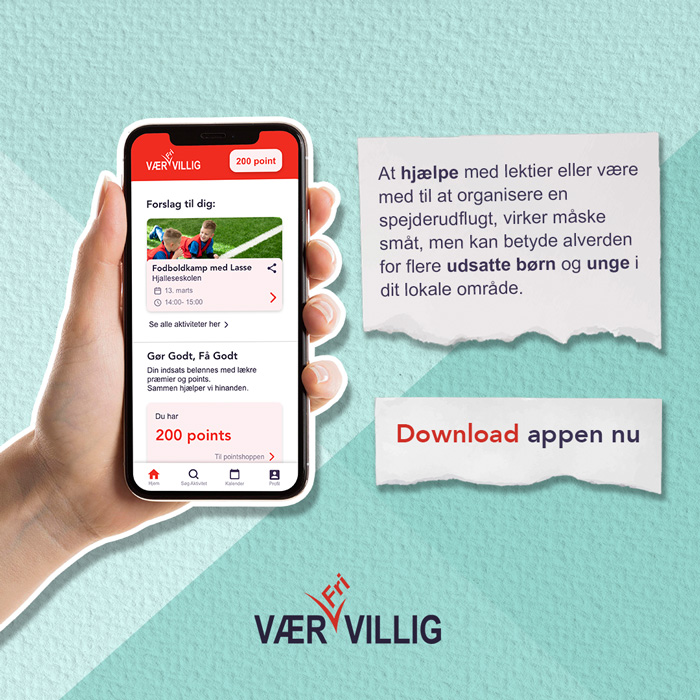 VÆR Fri VILLIG
200 point
Forslag til dig:
Fodboldkamp med Lasse
Hjalleseskolen
13. marts
14:00- 15:00
Se alle aktiviteter her
Gør Godt, Få Godt
Din indsats belønnes med lækre
præmier og points.
Sammen hjælper vi hinanden.
Du har
200 points
Til pointshoppen
Hjem
Søg Aktivitet
Kalender
Profil
At hjælpe med lektier eller være
med til at organisere en
spejderudflugt, virker måske
småt, men kan betyde alverden
for flere udsatte børn og unge i
dit lokale område.
Download appen nu
VÆR Fri VILLIG